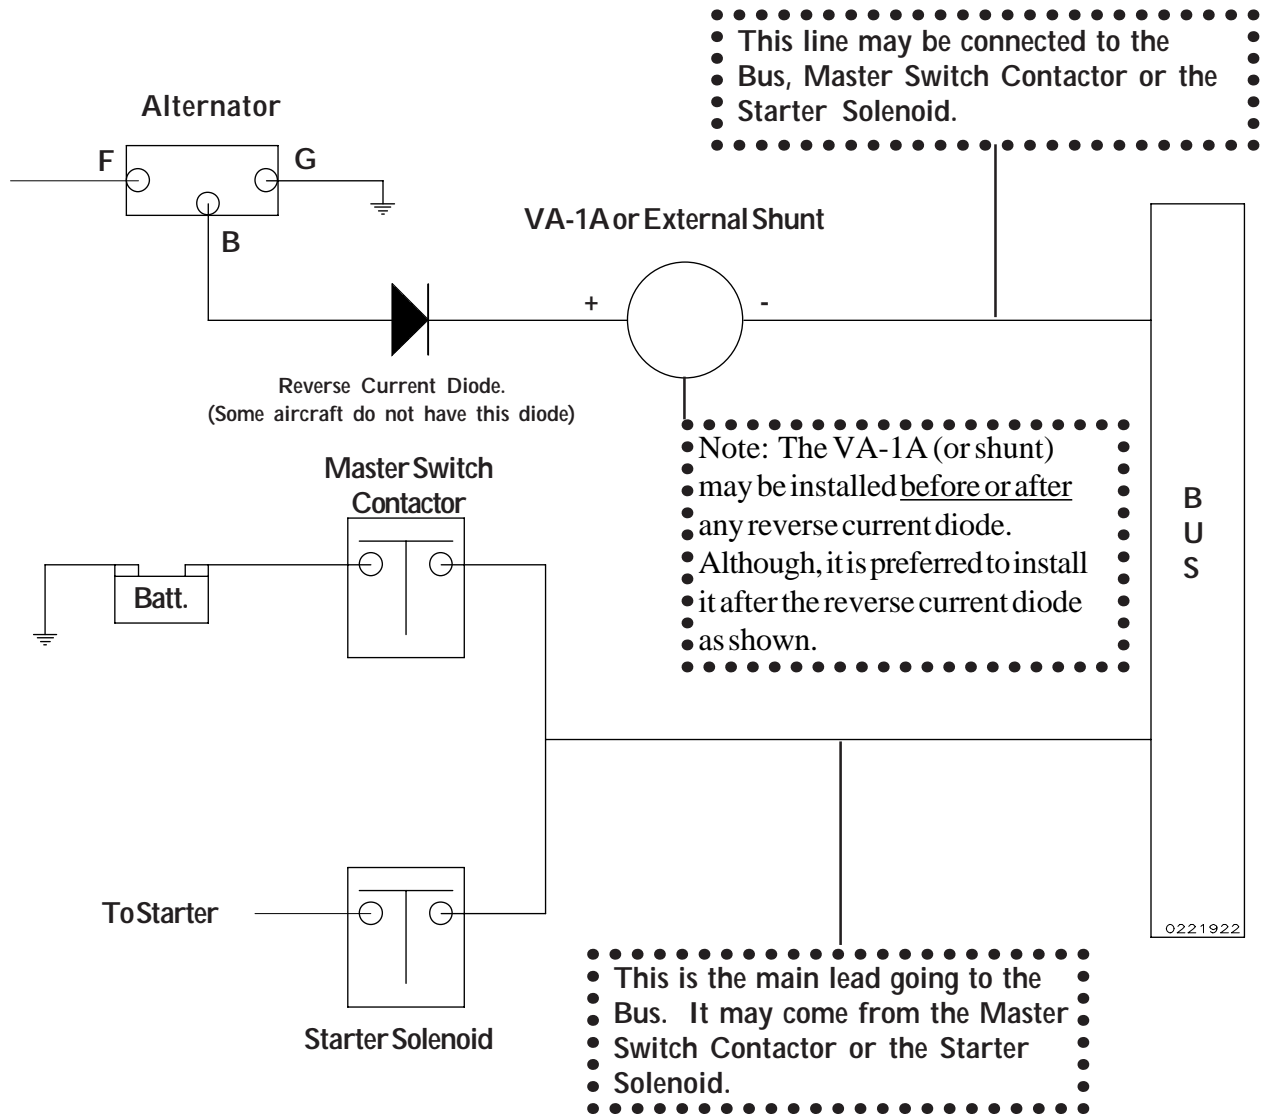 This line may be connected to the
Bus, Master Switch Contactor or the
Starter Solenoid.
Alternator
F
G
B
VA-1A or External Shunt
+
-
Reverse Current Diode.
(Some aircraft do not have this diode)
Note: The VA-1A (or shunt)
may be installed before or after
any reverse current diode.
Although, it is preferred to install
it after the reverse current diode
as shown.
Master Switch
Contactor
Batt.
B
U
S
To Starter
Starter Solenoid
0221922
This is the main lead going to the
Bus. It may come from the Master
Switch Contactor or the Starter
Solenoid.